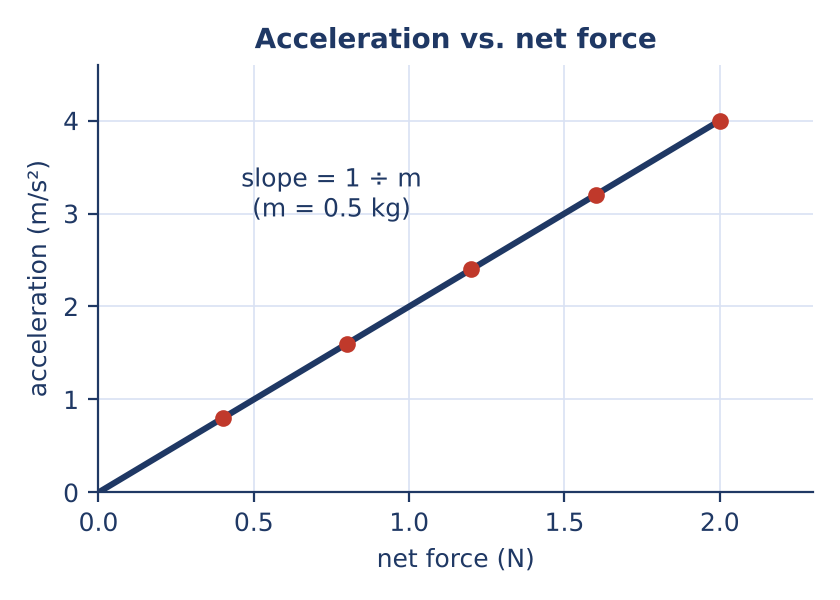 Acceleration vs. net force
acceleration (m/s²)
4
3
2
1
0
slope = 1 ÷ m
(m = 0.5 kg)
0.0 0.5 1.0 1.5 2.0
net force (N)